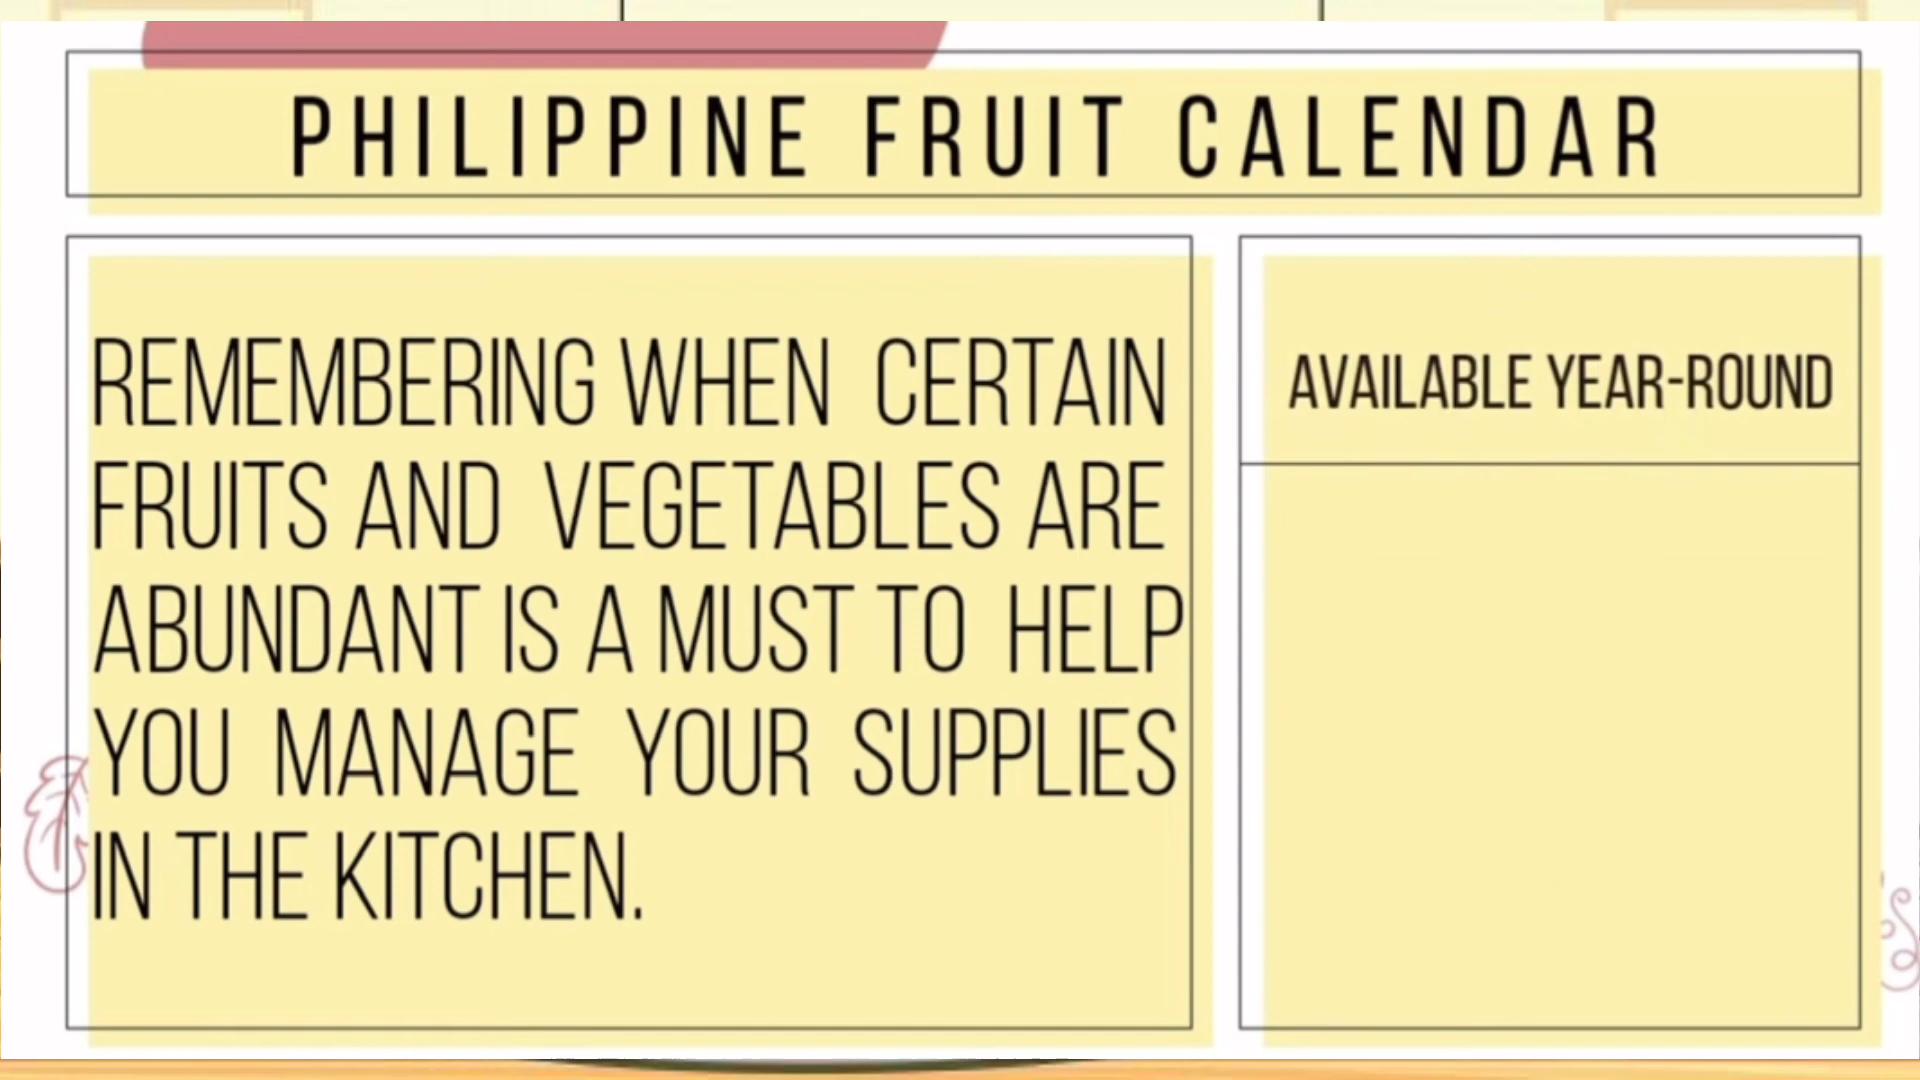 PHILIPPINE FRUIT CALENDAR
REMEMBERING WHEN CERTAIN
FRUITS AND VEGETABLES ARE
ABUNDANT IS A MUST TO HELP
YOU MANAGE YOUR SUPPLIES
IN THE KITCHEN.
AVAILABLE YEAR-ROUND